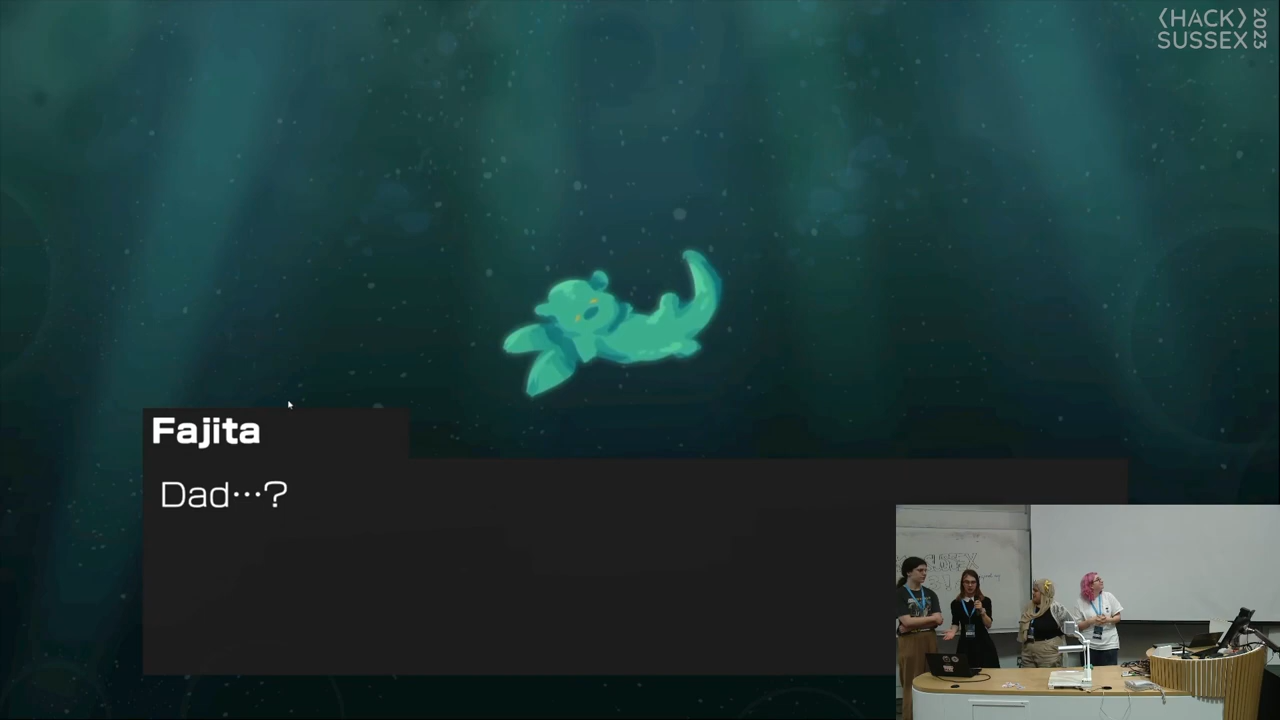 ⟨HACK⟩
SUSSEX
2023
Fajita
Dad…?